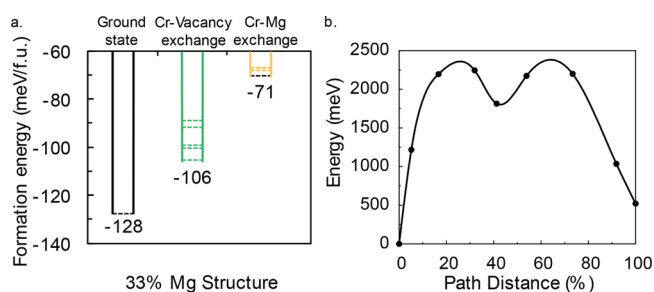 a.
Ground
state
Cr-Vacancy
exchange
Cr-Mg
exchange
Formation energy (meV/f.u.)
-60
-80
-100
-120
-140
-128
-106
-71
33% Mg Structure
b.
Energy (meV)
2500
2000
1500
1000
500
0
0 20 40 60 80 100
Path Distance (%)